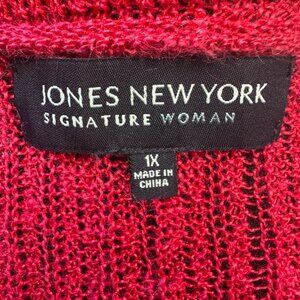 JONES NEW YORK
SIGNATURE WOMAN
1X
MADE IN
CHINA